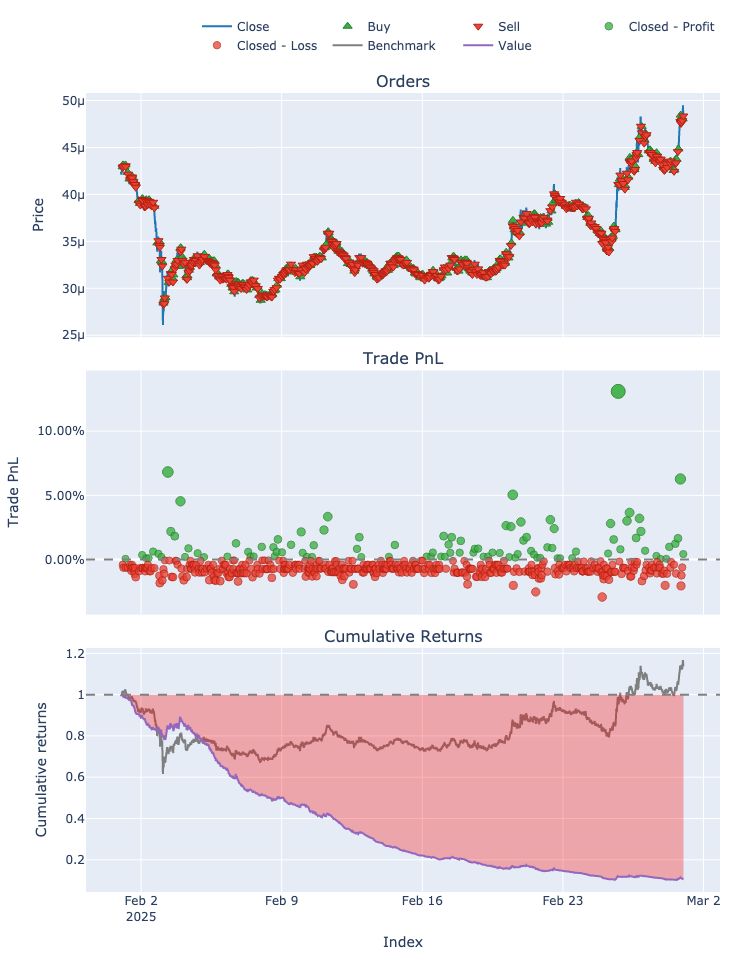 Close Buy Sell Closed - Profit
Closed - Loss Benchmark Value
Orders
50μ
45μ
40μ
35μ
30μ
25μ
Price
Trade PnL
10.00%
5.00%
0.00%
Trade PnL
Cumulative Returns
1.2
1
0.8
0.6
0.4
0.2
Cumulative returns
Feb 2 Feb 9 Feb 16 Feb 23 Mar 2
2025
Index